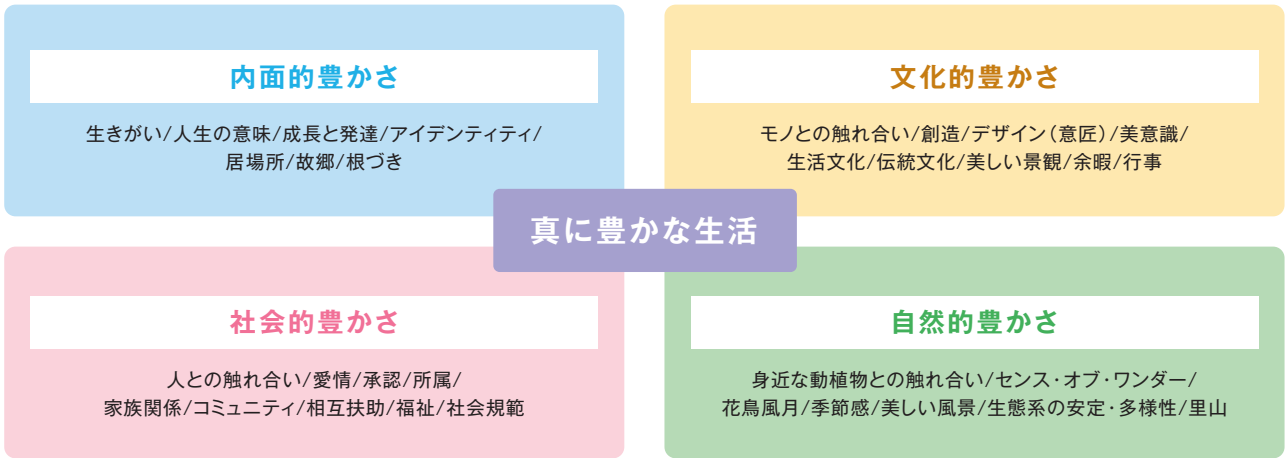 内面的豊かさ
生きがい/人生の意味/成長と発達/アイデンティティ/
居場所/故郷/根づき
文化的豊かさ
モノとの触れ合い/創造/デザイン(意匠)/美意識/
生活文化/伝統文化/美しい景観/余暇/行事
真に豊かな生活
社会的豊かさ
人との触れ合い/愛情/承認/所属/
家族関係/コミュニティ/相互扶助/福祉/社会規範
自然的豊かさ
身近な動植物との触れ合い/センス・オブ・ワンダー/
花鳥風月/季節感/美しい風景/生態系の安定・多様性/里山